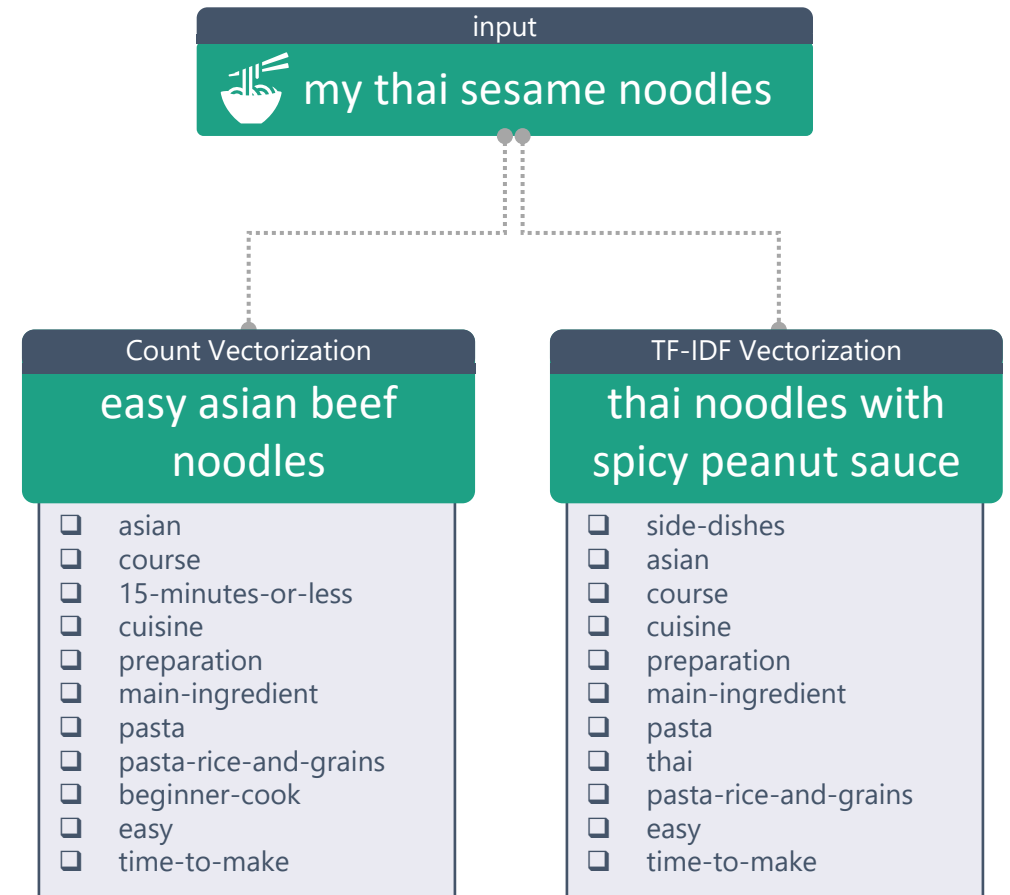 input
my thai sesame noodles
Count Vectorization
easy asian beef
noodles
❑ asian
❑ course
❑ 15-minutes-or-less
❑ cuisine
❑ preparation
❑ main-ingredient
❑ pasta
❑ pasta-rice-and-grains
❑ beginner-cook
❑ easy
❑ time-to-make
TF-IDF Vectorization
thai noodles with
spicy peanut sauce
❑ side-dishes
❑ asian
❑ course
❑ cuisine
❑ preparation
❑ main-ingredient
❑ pasta
❑ thai
❑ pasta-rice-and-grains
❑ easy
❑ time-to-make